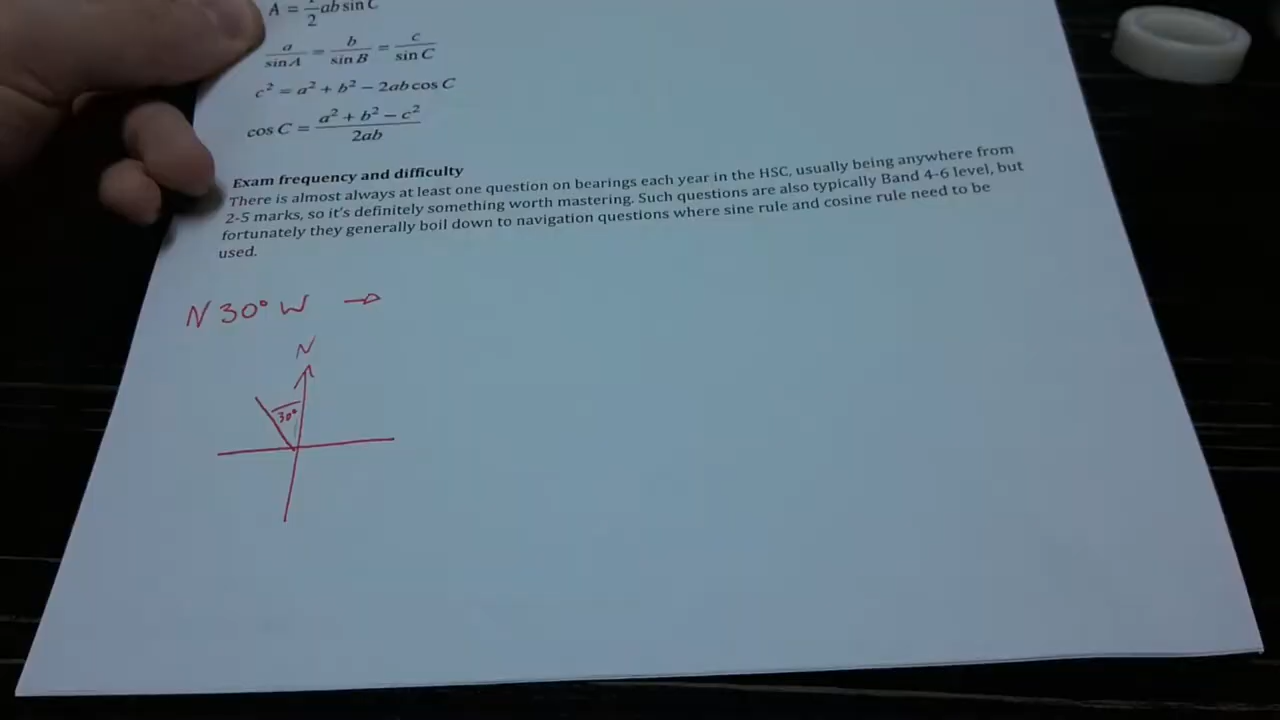 A = 1/2 ab sin C
a/sin A = b/sin B = c/sin C
c² = a² + b² − 2ab cos C
cos C = (a² + b² − c²)/2ab
Exam frequency and difficulty
There is almost always at least one question on bearings each year in the HSC, usually being anywhere from
2-5 marks, so it's definitely something worth mastering. Such questions are also typically Band 4-6 level, but
fortunately they generally boil down to navigation questions where sine rule and cosine rule need to be
used.
N 30° W →
N
30°